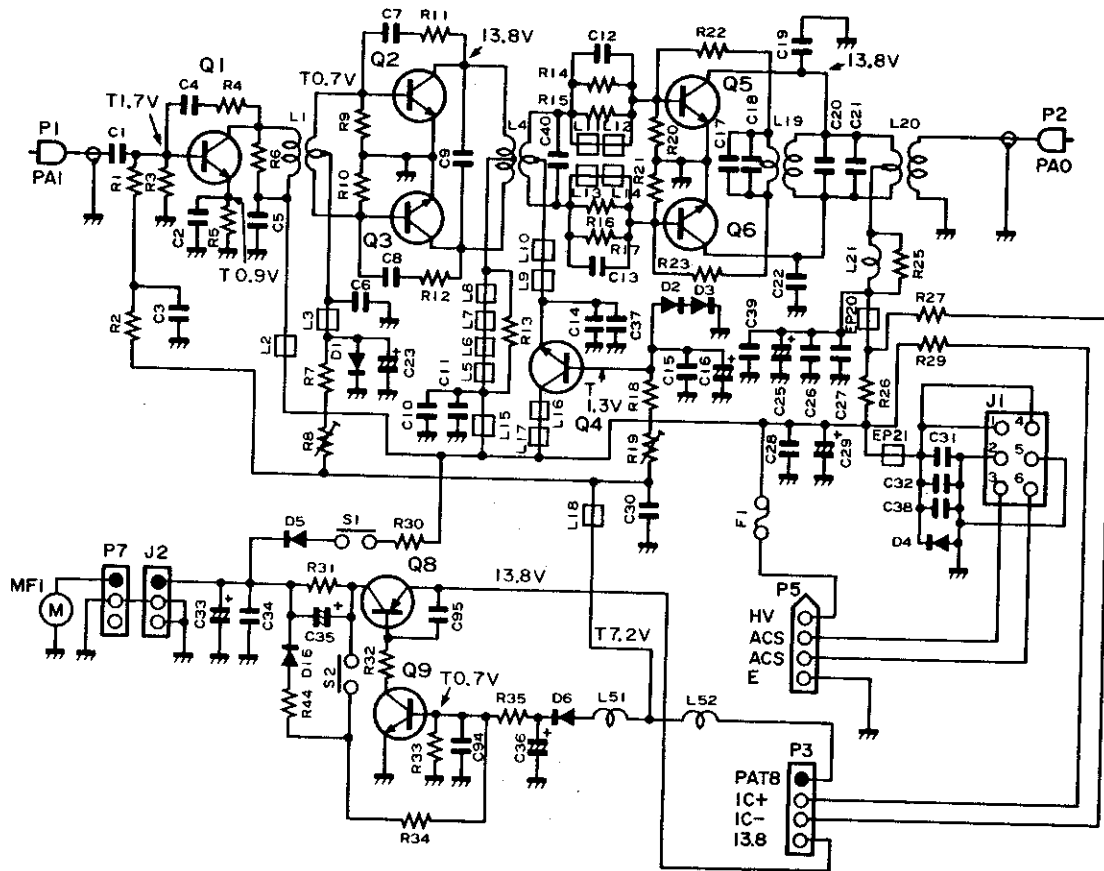 C7
R11
13.8V
R22
C19
13.8V
Q1
Q2
C12
R14
R15
Q5
T1.7V
C4
R4
T0.7V
L1
R9
C9
L4
C40
L11
L12
R20
C17
C18
L19
C20
C21
L20
P1
PA1
C1
R1
R3
R6
R10
R21
P2
PA0
L13
L14
R16
R17
C13
Q3
Q6
C2
R5
C5
T0.9V
C8
R12
R23
L10
L9
C22
L21
R25
C6
L8
L7
L6
L5
R13
C14
C37
D2
D3
C39
EP20
R27
R29
R2
C3
L2
L3
D1
C23
R7
R8
C10
C11
L15
L16
L17
Q4
T
1.3V
C15
C16
R18
R19
C25
C26
C27
R26
C28
C29
EP21
J1
1
4
2
5
3
6
C31
C32
C38
D4
L18
C30
F1
D5
S1
R30
P7
J2
R31
Q8
13.8V
P5
MF1
M
C33
C34
C35
C95
HV
ACS
ACS
E
T7.2V
D16
S2
R32
Q9
T0.7V
R44
R33
C94
R35
C36
D6
L51
L52
R34
P3
PAT8
IC+
IC-
13.8